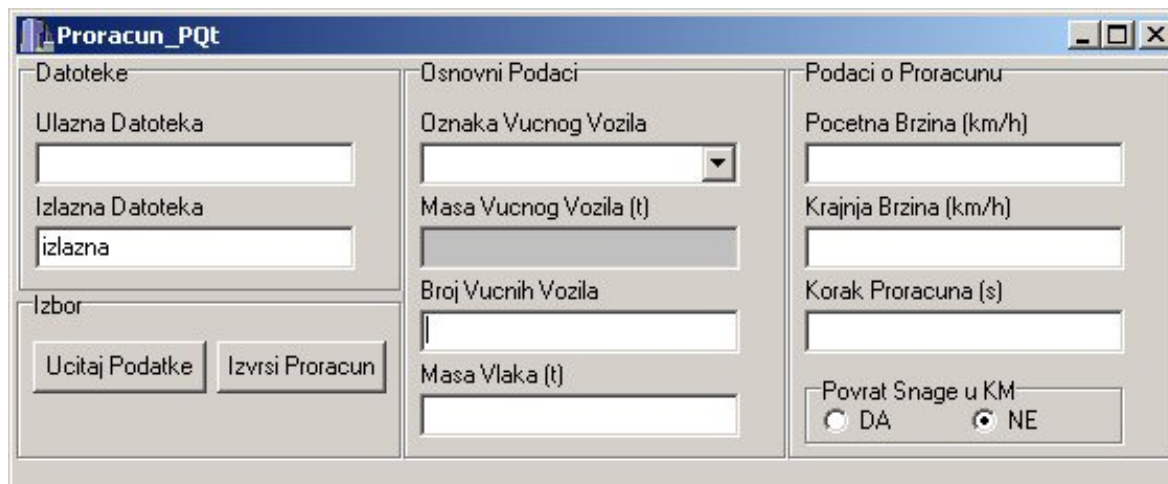 Proracun_PQt
Datoteke
Ulazna Datoteka
Izlazna Datoteka
izlazna
Izbor
Ucitaj Podatke
Izvrsi Proracun
Osnovni Podaci
Oznaka Vucnog Vozila
Masa Vucnog Vozila (t)
Broj Vucnih Vozila
Masa Vlaka (t)
Podaci o Proracunu
Pocetna Brzina (km/h)
Krajnja Brzina (km/h)
Korak Proracuna (s)
Povrat Snage u KM
DA NE